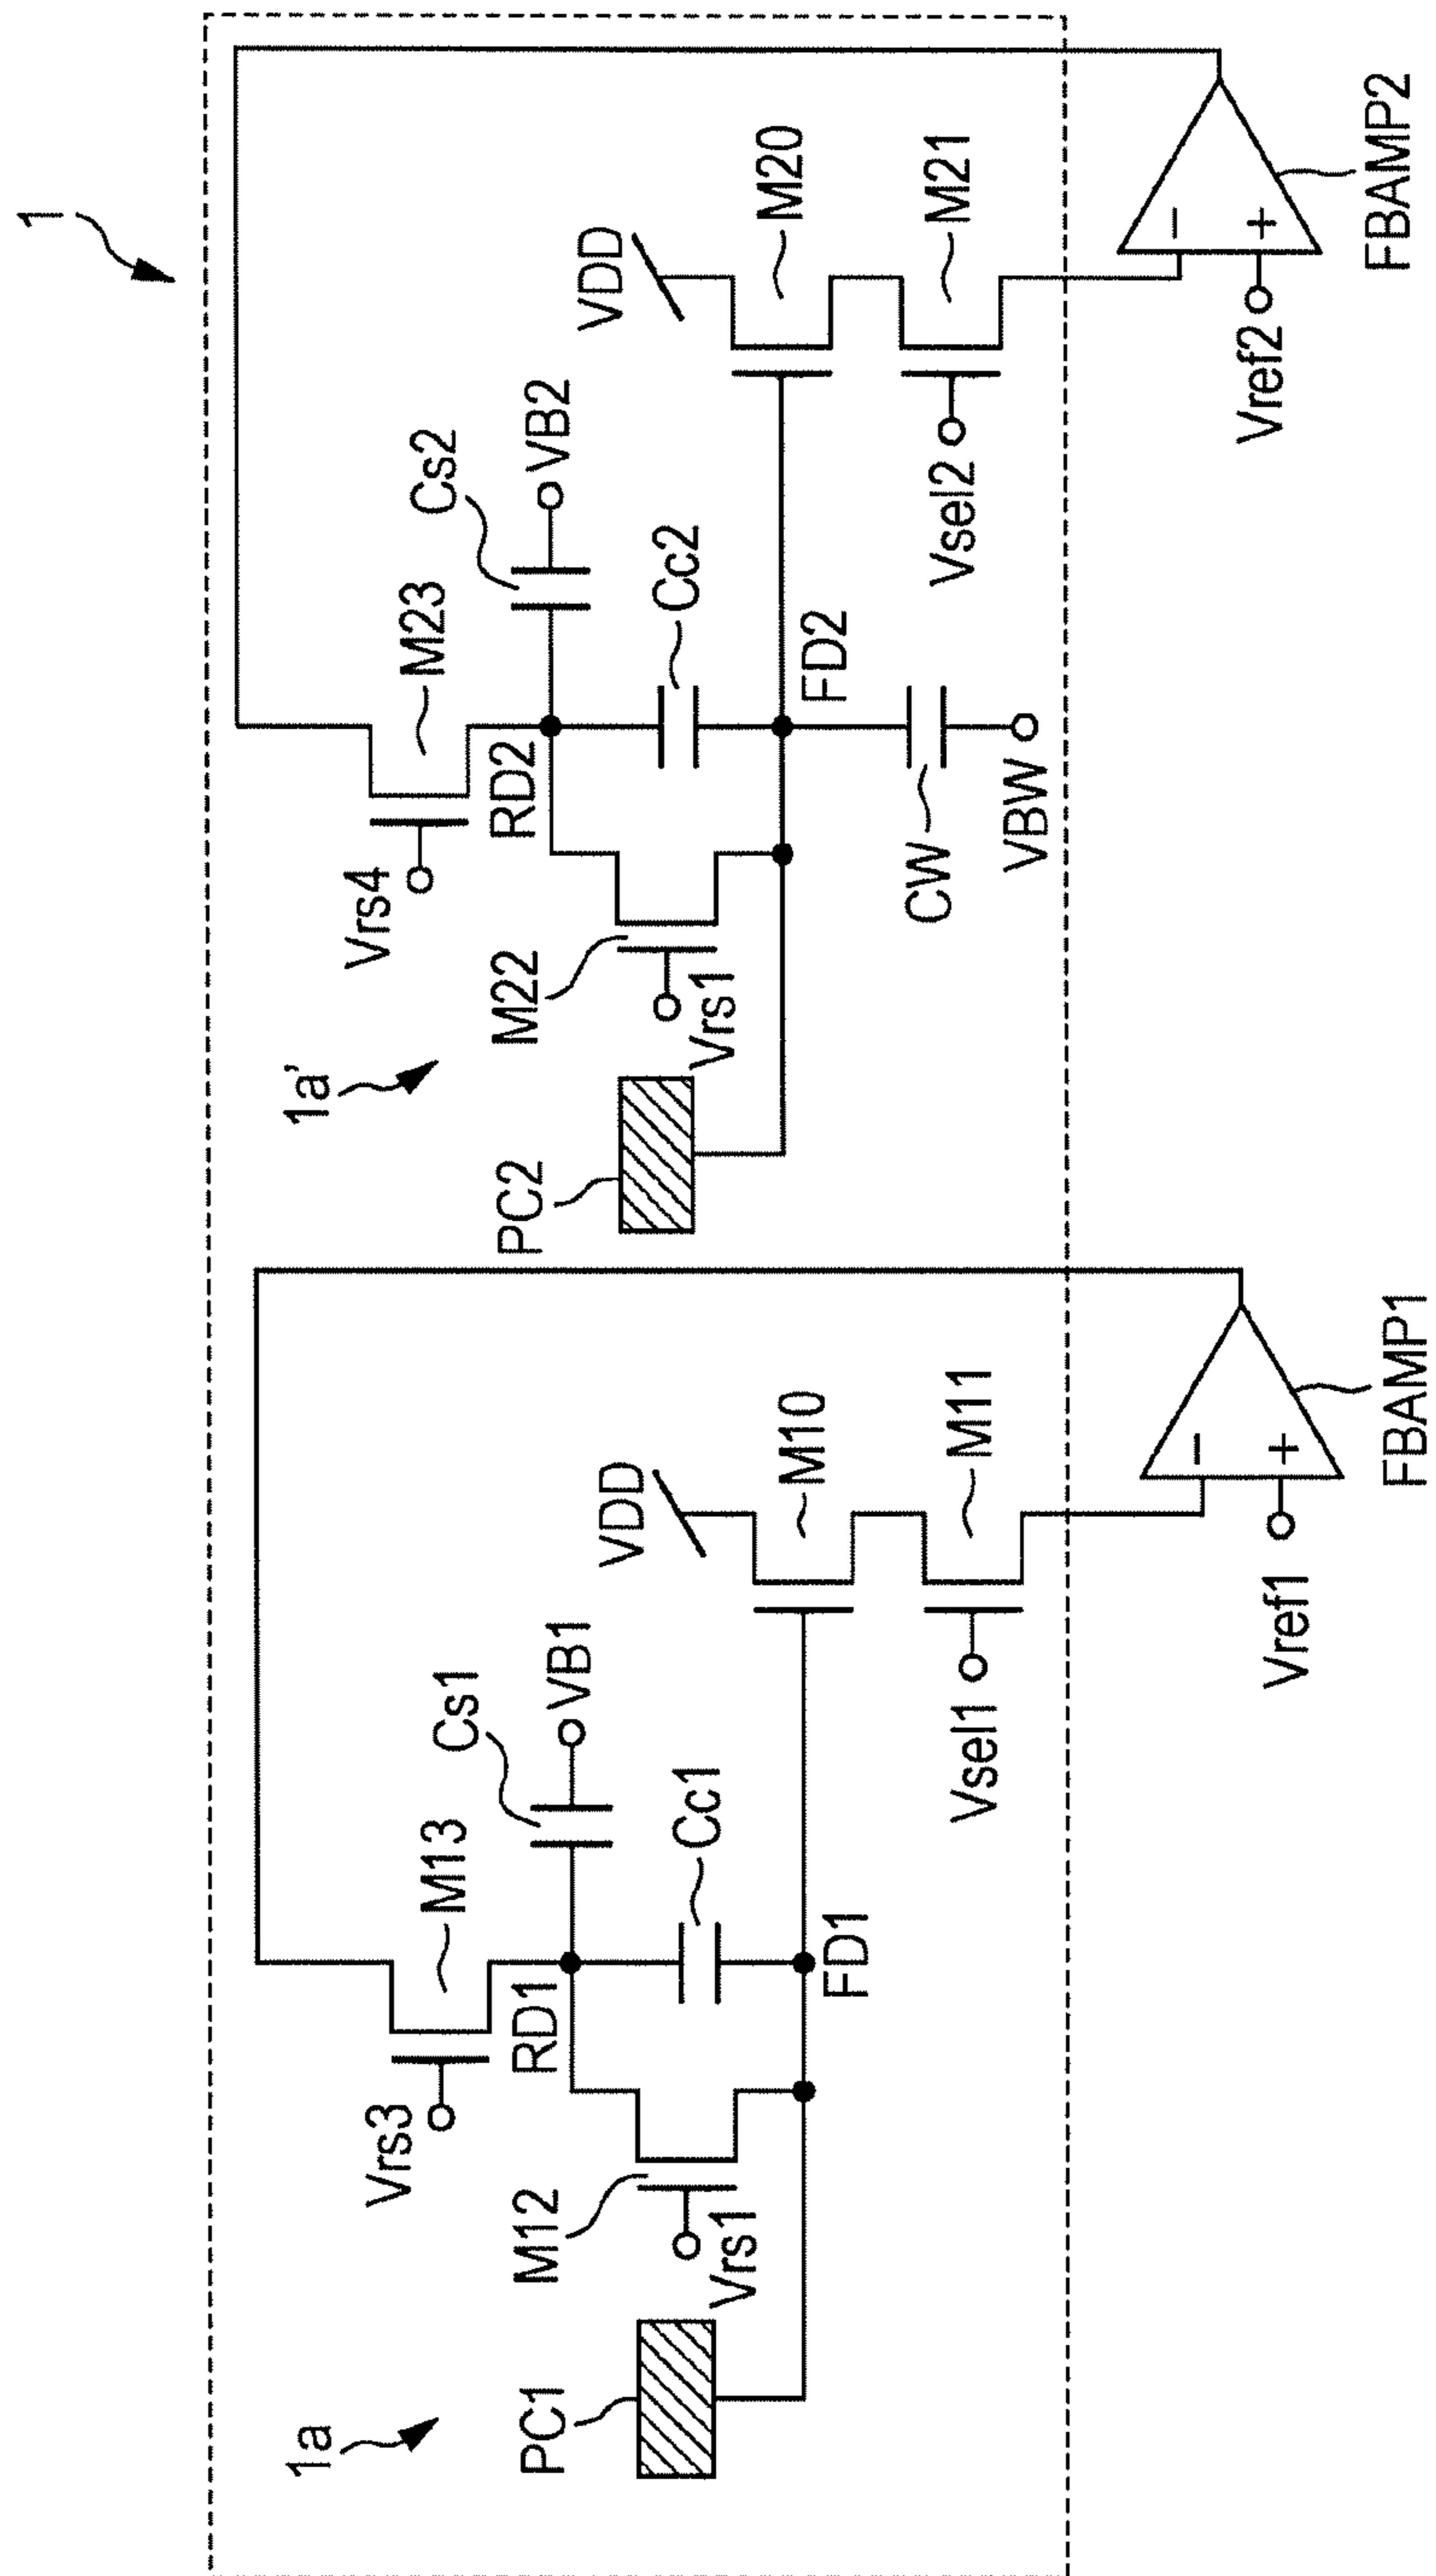 1
1a
PC1
M12
Vrs1
Vrs3
M13
RD1
Cs1
VB1
Cc1
FD1
VDD
M10
M11
Vsel1
Vref1
−
+
FBAMP1
1a'
PC2
M22
Vrs1
Vrs4
M23
RD2
Cs2
VB2
Cc2
FD2
CW
VBW
VDD
M20
M21
Vsel2
Vref2
−
+
FBAMP2